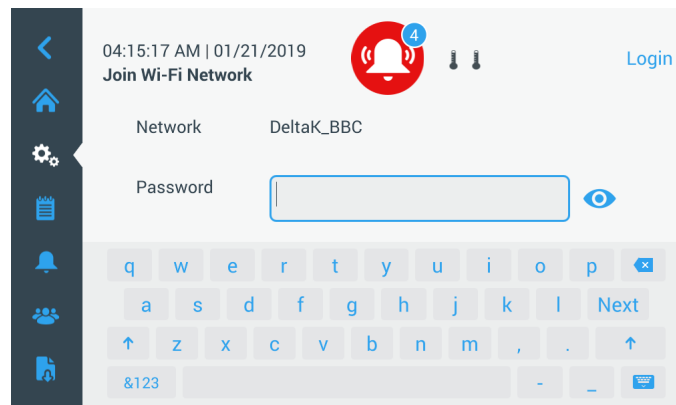 04:15:17 AM | 01/21/2019
4
Login
Join Wi-Fi Network
Network DeltaK_BBC
Password
q w e r t y u i o p
a s d f g h j k l Next
z x c v b n m , .
&123 - _